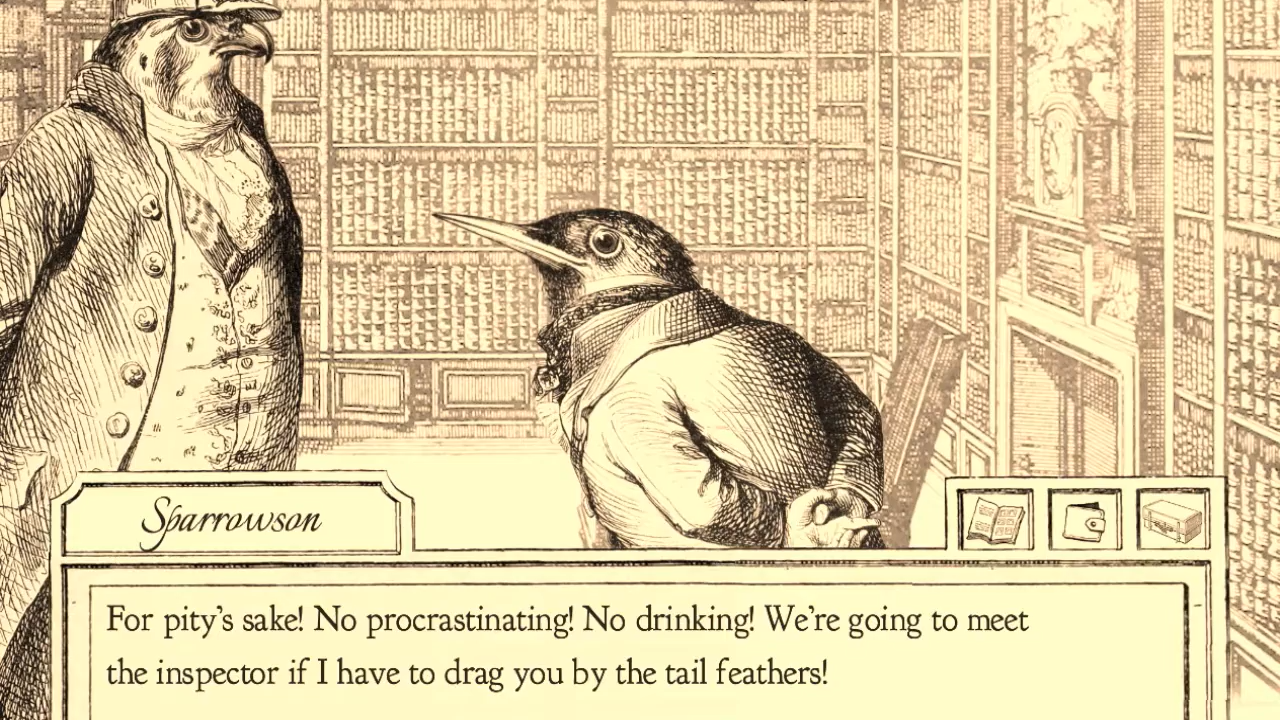 Sparrowson
For pity's sake! No procrastinating! No drinking! We're going to meet
the inspector if I have to drag you by the tail feathers!